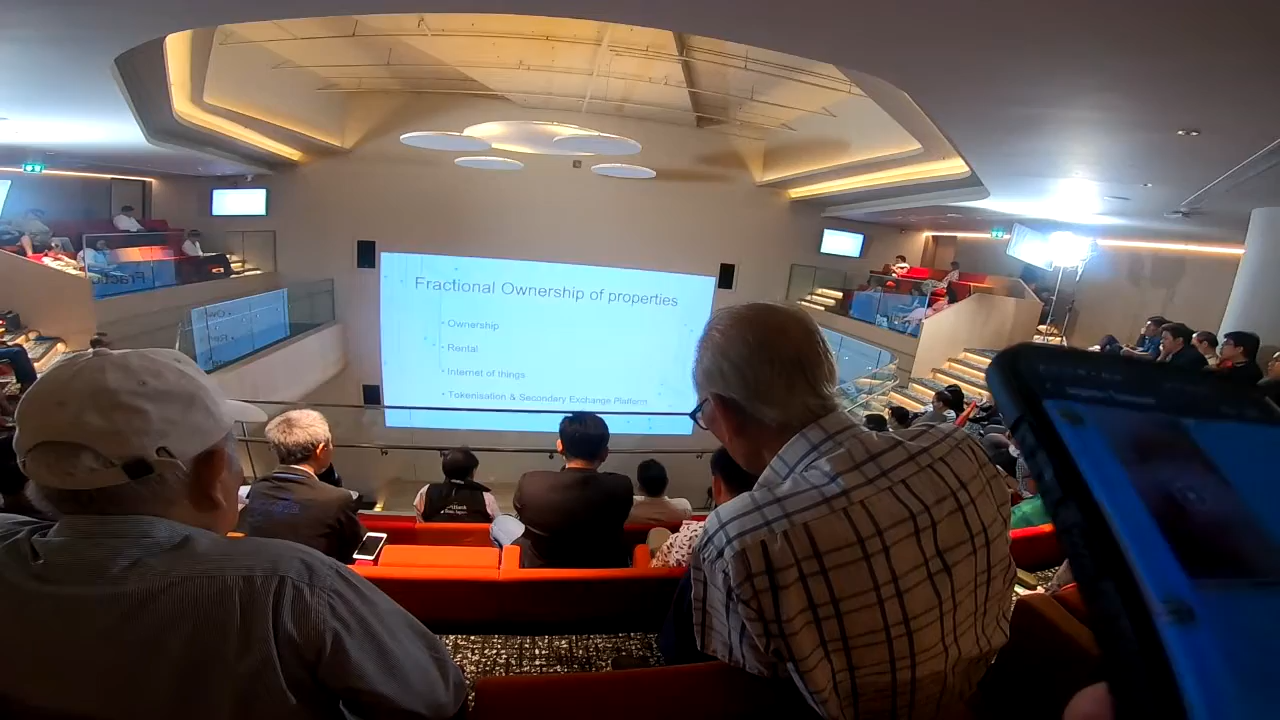 Fractional Ownership of properties
• Ownership
• Rental
• Internet of things
• Tokenisation & Secondary Exchange Platform